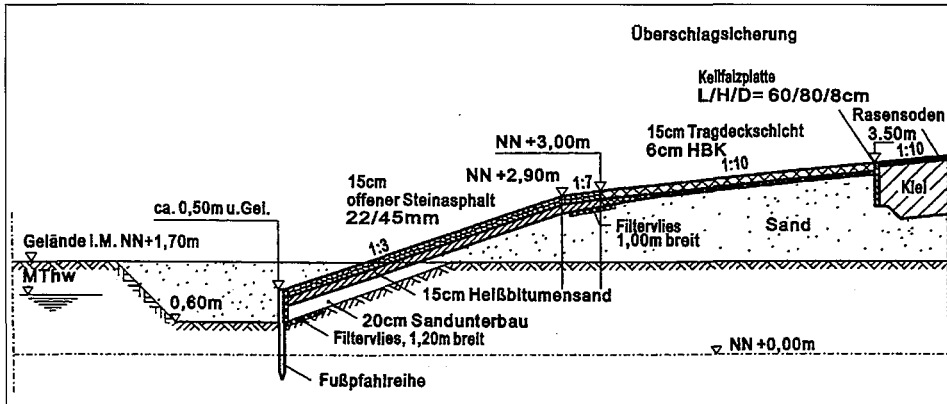 Überschlagsicherung
Keilfalzplatte
L/H/D= 60/80/8cm
Rasensoden
15cm Tragdeckschicht
6cm HBK
3.50m
1:10
1:10
NN +3,00m
NN +2,90m
1:7
15cm
offener Steinasphalt
22/45mm
ca. 0,50m u.Gel.
Klei
Filtervlies
1,00m breit
Sand
Gelände i.M. NN+1,70m
1:3
MThw
0,60m
15cm Heißbitumensand
20cm Sandunterbau
Filtervlies, 1,20m breit
NN +0,00m
Fußpfahlreihe